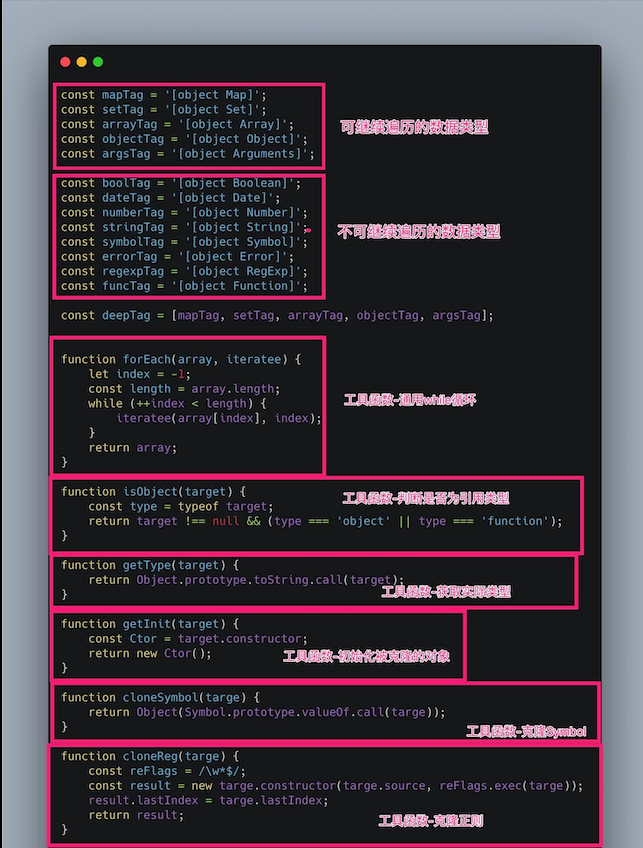 const mapTag = '[object Map]';
const setTag = '[object Set]';
const arrayTag = '[object Array]';
const objectTag = '[object Object]';
const argsTag = '[object Arguments]';
可继续遍历的数据类型
const boolTag = '[object Boolean]';
const dateTag = '[object Date]';
const numberTag = '[object Number]';
const stringTag = '[object String]';
const symbolTag = '[object Symbol]';
const errorTag = '[object Error]';
const regexpTag = '[object RegExp]';
const funcTag = '[object Function]';
不可继续遍历的数据类型
const deepTag = [mapTag, setTag, arrayTag, objectTag, argsTag];
function forEach(array, iteratee) {
let index = -1;
const length = array.length;
while (++index < length) {
iteratee(array[index], index);
}
return array;
}
工具函数-通用while循环
function isObject(target) {
const type = typeof target;
return target !== null && (type === 'object' || type === 'function');
}
工具函数-判断是否为引用类型
function getType(target) {
return Object.prototype.toString.call(target);
}
工具函数-获取实际类型
function getInit(target) {
const Ctor = target.constructor;
return new Ctor();
}
工具函数-初始化被克隆的对象
function cloneSymbol(targe) {
return Object(Symbol.prototype.valueOf.call(targe));
}
工具函数-克隆Symbol
function cloneReg(targe) {
const reFlags = /\w*$/;
const result = new targe.constructor(targe.source, reFlags.exec(targe));
result.lastIndex = targe.lastIndex;
return result;
}
工具函数-克隆正则